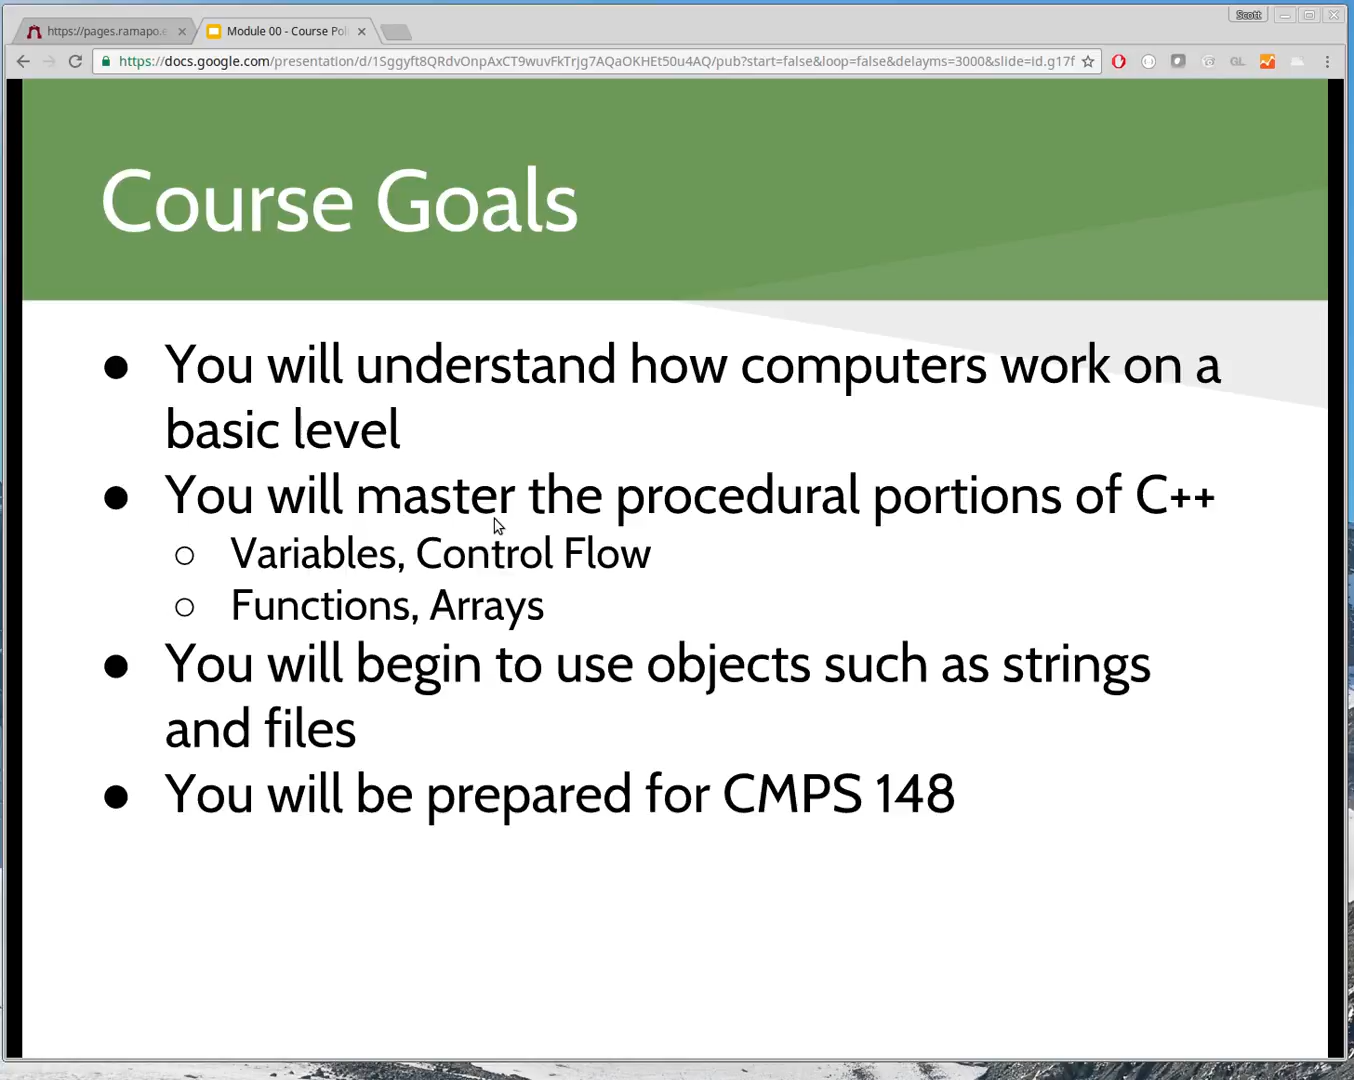 Scott
https://pages.ramapo.e
Module 00 - Course Pol
https://docs.google.com/presentation/d/1Sggyft8QRdvOnpAxCT9wuvFkTrjg7AQaOKHEt50u4AQ/pub?start=false&loop=false&delayms=3000&slide=id.g17f
GL
Course Goals
● You will understand how computers work on a
basic level
● You will master the procedural portions of C++
○ Variables, Control Flow
○ Functions, Arrays
● You will begin to use objects such as strings
and files
● You will be prepared for CMPS 148